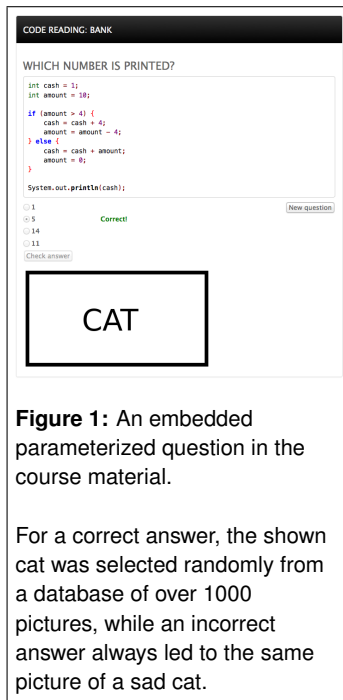 CODE READING: BANK
WHICH NUMBER IS PRINTED?
int cash = 1;
int amount = 10;
if (amount > 4) {
cash = cash + 4;
amount = amount - 4;
} else {
cash = cash + amount;
amount = 0;
}
System.out.println(cash);
1
New question
5 Correct!
14
11
Check answer
CAT
Figure 1: An embedded
parameterized question in the
course material.
For a correct answer, the shown
cat was selected randomly from
a database of over 1000
pictures, while an incorrect
answer always led to the same
picture of a sad cat.